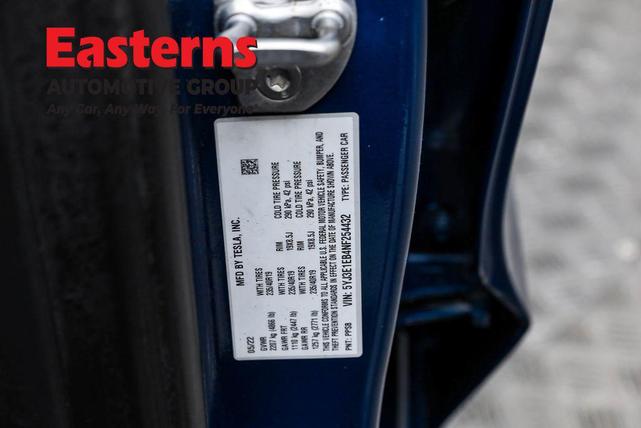 Easterns
AUTOMOTIVE GROUP
Any Car, Any Way, For Everyone
MFD BY TESLA, INC.
05/22
GVWR
2207 kg (4866 lb)
GAWR FRT WITH TIRES RIM COLD TIRE PRESSURE
1110 kg (2447 lb) 235/40R19 19X8.5J 290 kPa, 42 psi
GAWR RR WITH TIRES RIM COLD TIRE PRESSURE
1257 kg (2771 lb) 235/40R19 19X8.5J 290 kPa, 42 psi
THIS VEHICLE CONFORMS TO ALL APPLICABLE U.S. FEDERAL MOTOR VEHICLE SAFETY, BUMPER, AND
THEFT PREVENTION STANDARDS IN EFFECT ON THE DATE OF MANUFACTURE SHOWN ABOVE.
VIN: 5YJ3E1EB4NF254432
PNT: PPSB TYPE: PASSENGER CAR